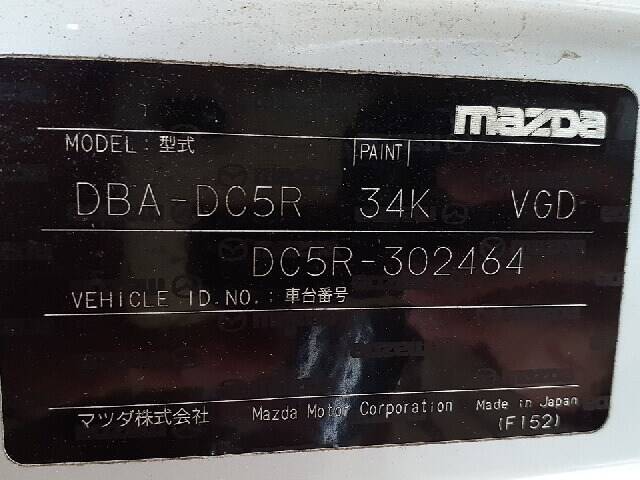 mazda
MODEL: 型式 PAINT
DBA-DC5R 34K VGD
DC5R-302464
VEHICLE ID.NO.: 車台番号
マツダ株式会社 Mazda Motor Corporation Made in Japan
(F152)